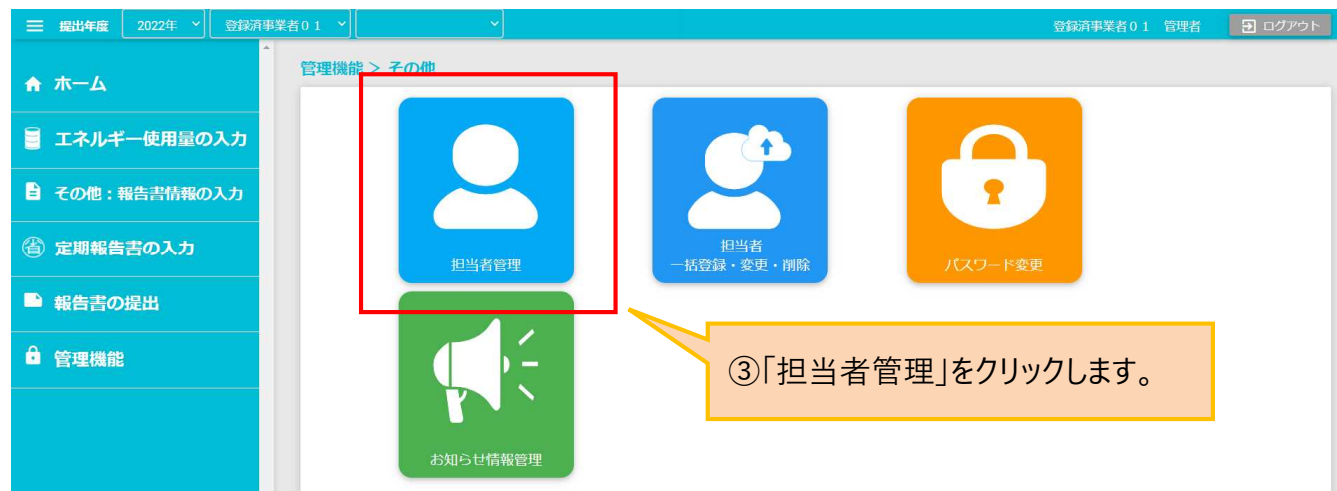 提出年度 2022年 登録済事業者01 登録済事業者01 管理者 ログアウト
管理機能 > その他
ホーム
エネルギー使用量の入力
その他：報告書情報の入力
省 定期報告書の入力
報告書の提出
管理機能
担当者管理
担当者
一括登録・変更・削除
パスワード変更
お知らせ情報管理
③「担当者管理」をクリックします。